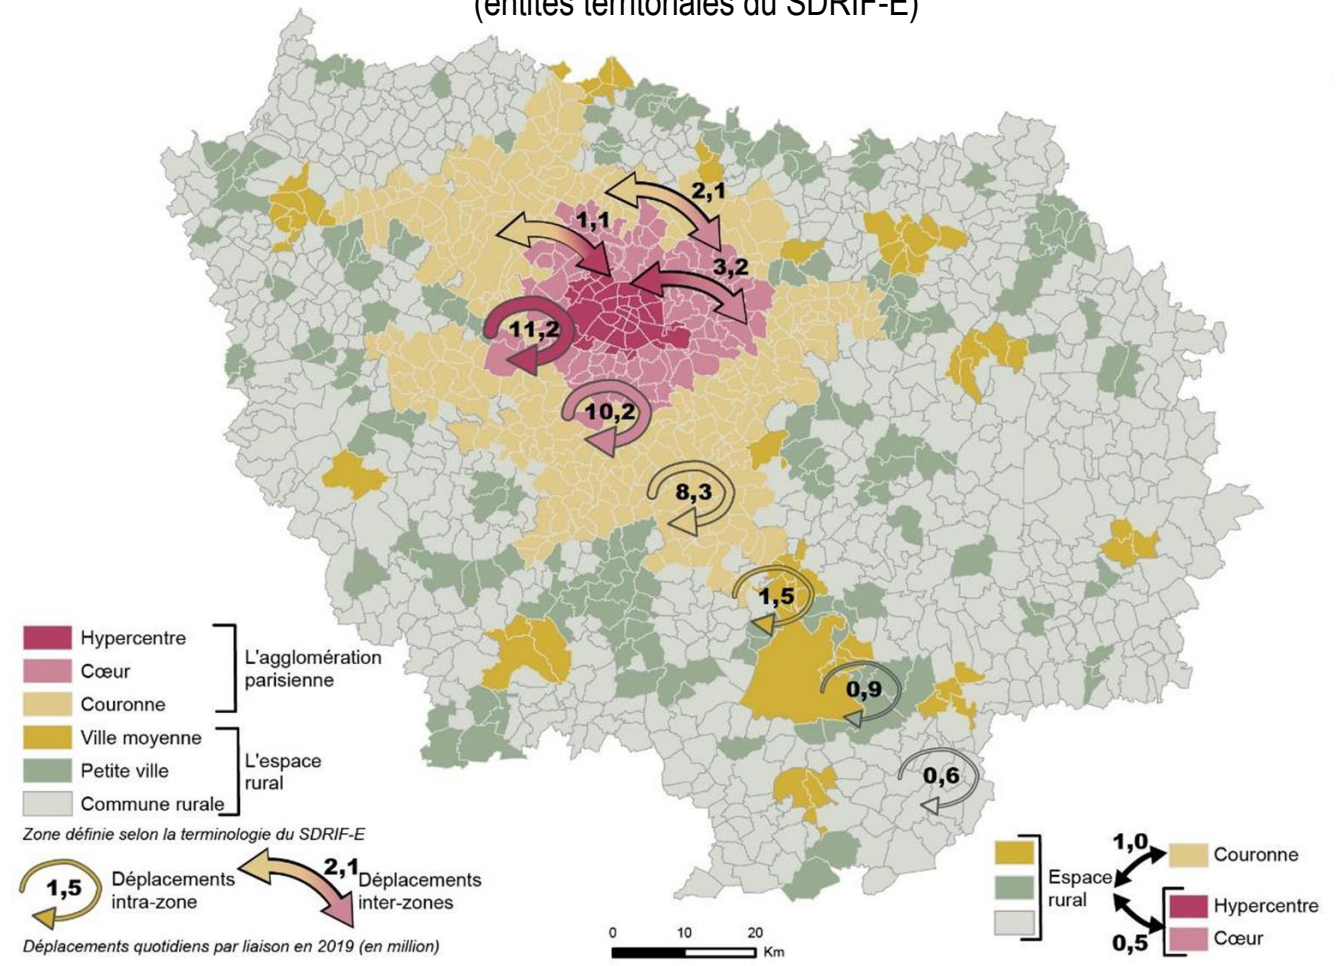 (entités territoriales du SDRIF-E)
2,1
1,1
3,2
11,2
10,2
8,3
1,5
0,9
0,6
Hypercentre
Cœur
Couronne
L'agglomération
parisienne
Ville moyenne
Petite ville
Commune rurale
L'espace
rural
Zone définie selon la terminologie du SDRIF-E
1,5
Déplacements
intra-zone
2,1
Déplacements
inter-zones
Déplacements quotidiens par liaison en 2019 (en million)
0 10 20
Km
Espace
rural
1,0
0,5
Couronne
Hypercentre
Cœur